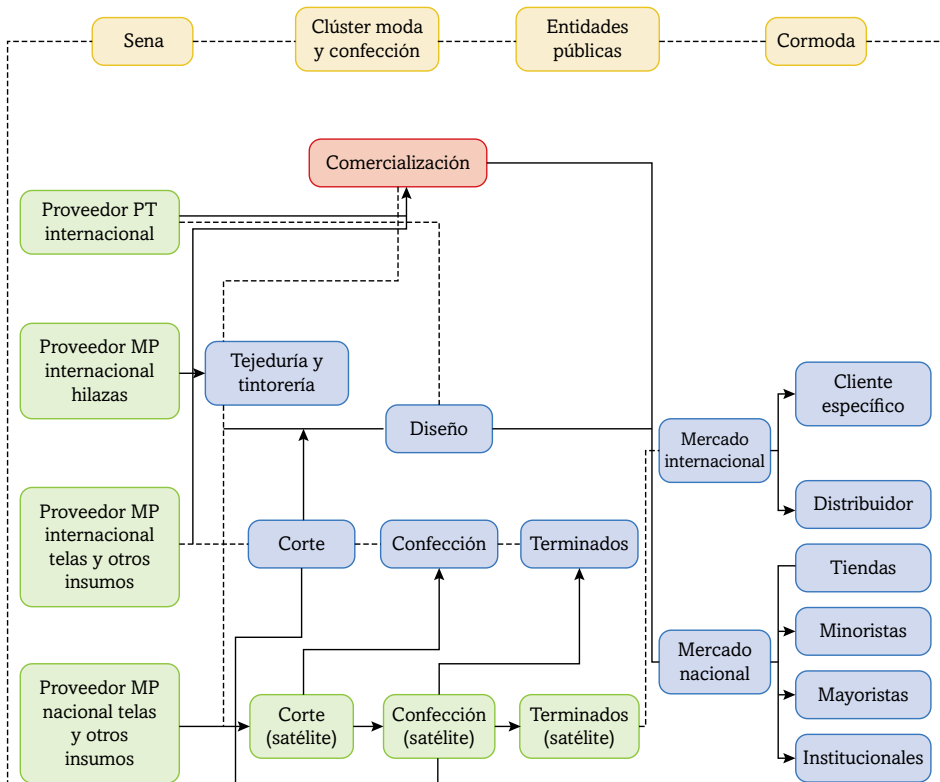 Sena
Clúster moda
y confección
Entidades
públicas
Cormoda
Comercialización
Proveedor PT
internacional
Proveedor MP
internacional
hilazas
Tejeduría y
tintorería
Cliente
específico
Diseño
Mercado
internacional
Proveedor MP
internacional
telas y otros
insumos
Distribuidor
Corte
Confección
Terminados
Tiendas
Minoristas
Mercado
nacional
Proveedor MP
nacional telas
y otros
insumos
Corte
(satélite)
Confección
(satélite)
Terminados
(satélite)
Mayoristas
Institucionales